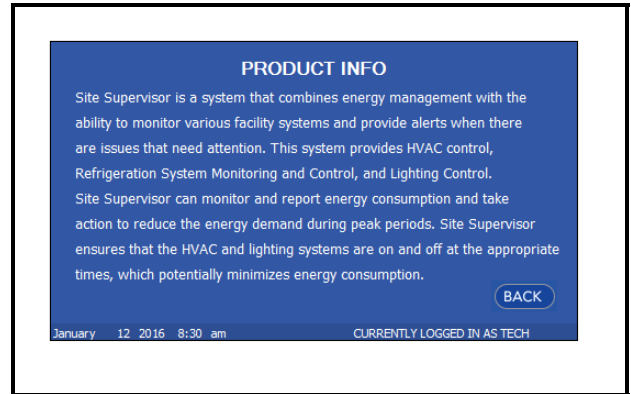 PRODUCT INFO
Site Supervisor is a system that combines energy management with the
ability to monitor various facility systems and provide alerts when there
are issues that need attention. This system provides HVAC control,
Refrigeration System Monitoring and Control, and Lighting Control.
Site Supervisor can monitor and report energy consumption and take
action to reduce the energy demand during peak periods. Site Supervisor
ensures that the HVAC and lighting systems are on and off at the appropriate
times, which potentially minimizes energy consumption.
BACK
January 12 2016 8:30 am CURRENTLY LOGGED IN AS TECH